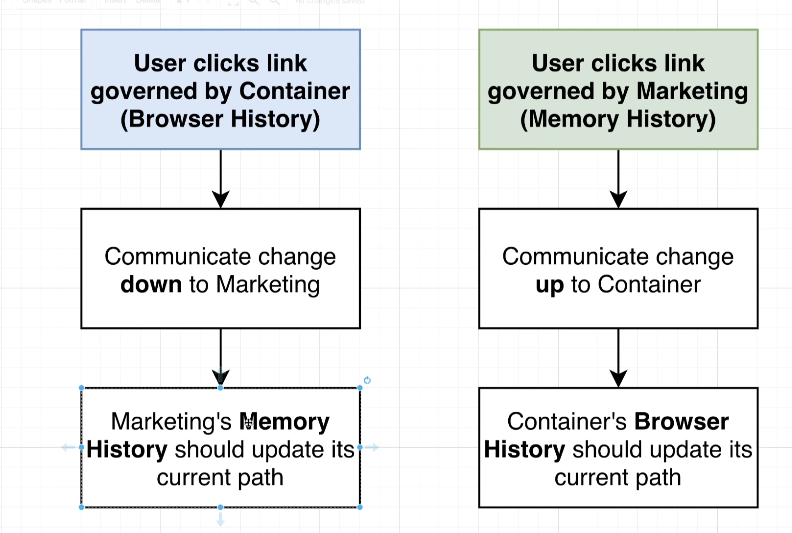 User clicks link
governed by Container
(Browser History)
User clicks link
governed by Marketing
(Memory History)
Communicate change
down to Marketing
Communicate change
up to Container
Marketing's Memory
History should update its
current path
Container's Browser
History should update its
current path